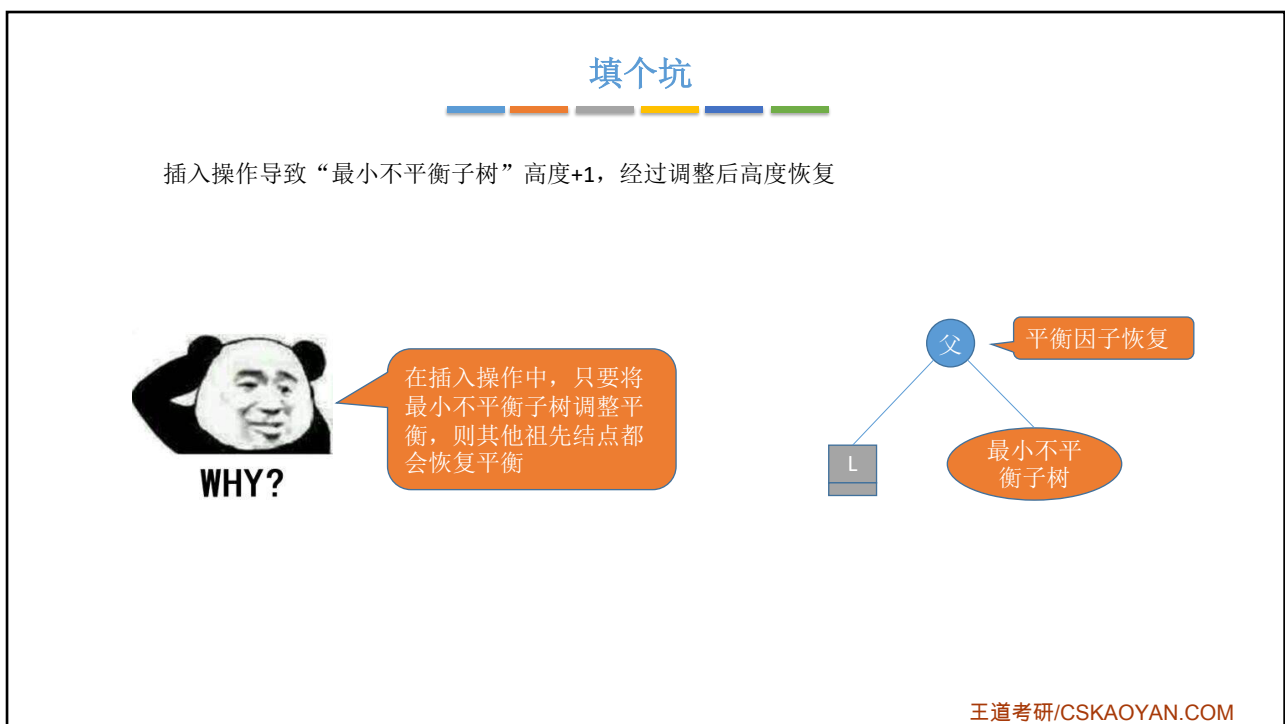 填个坑
插入操作导致“最小不平衡子树”高度+1，经过调整后高度恢复
父
平衡因子恢复
在插入操作中，只要将
最小不平衡子树调整平
衡，则其他祖先结点都
会恢复平衡
WHY?
L
最小不平
衡子树
王道考研/CSKAOYAN.COM